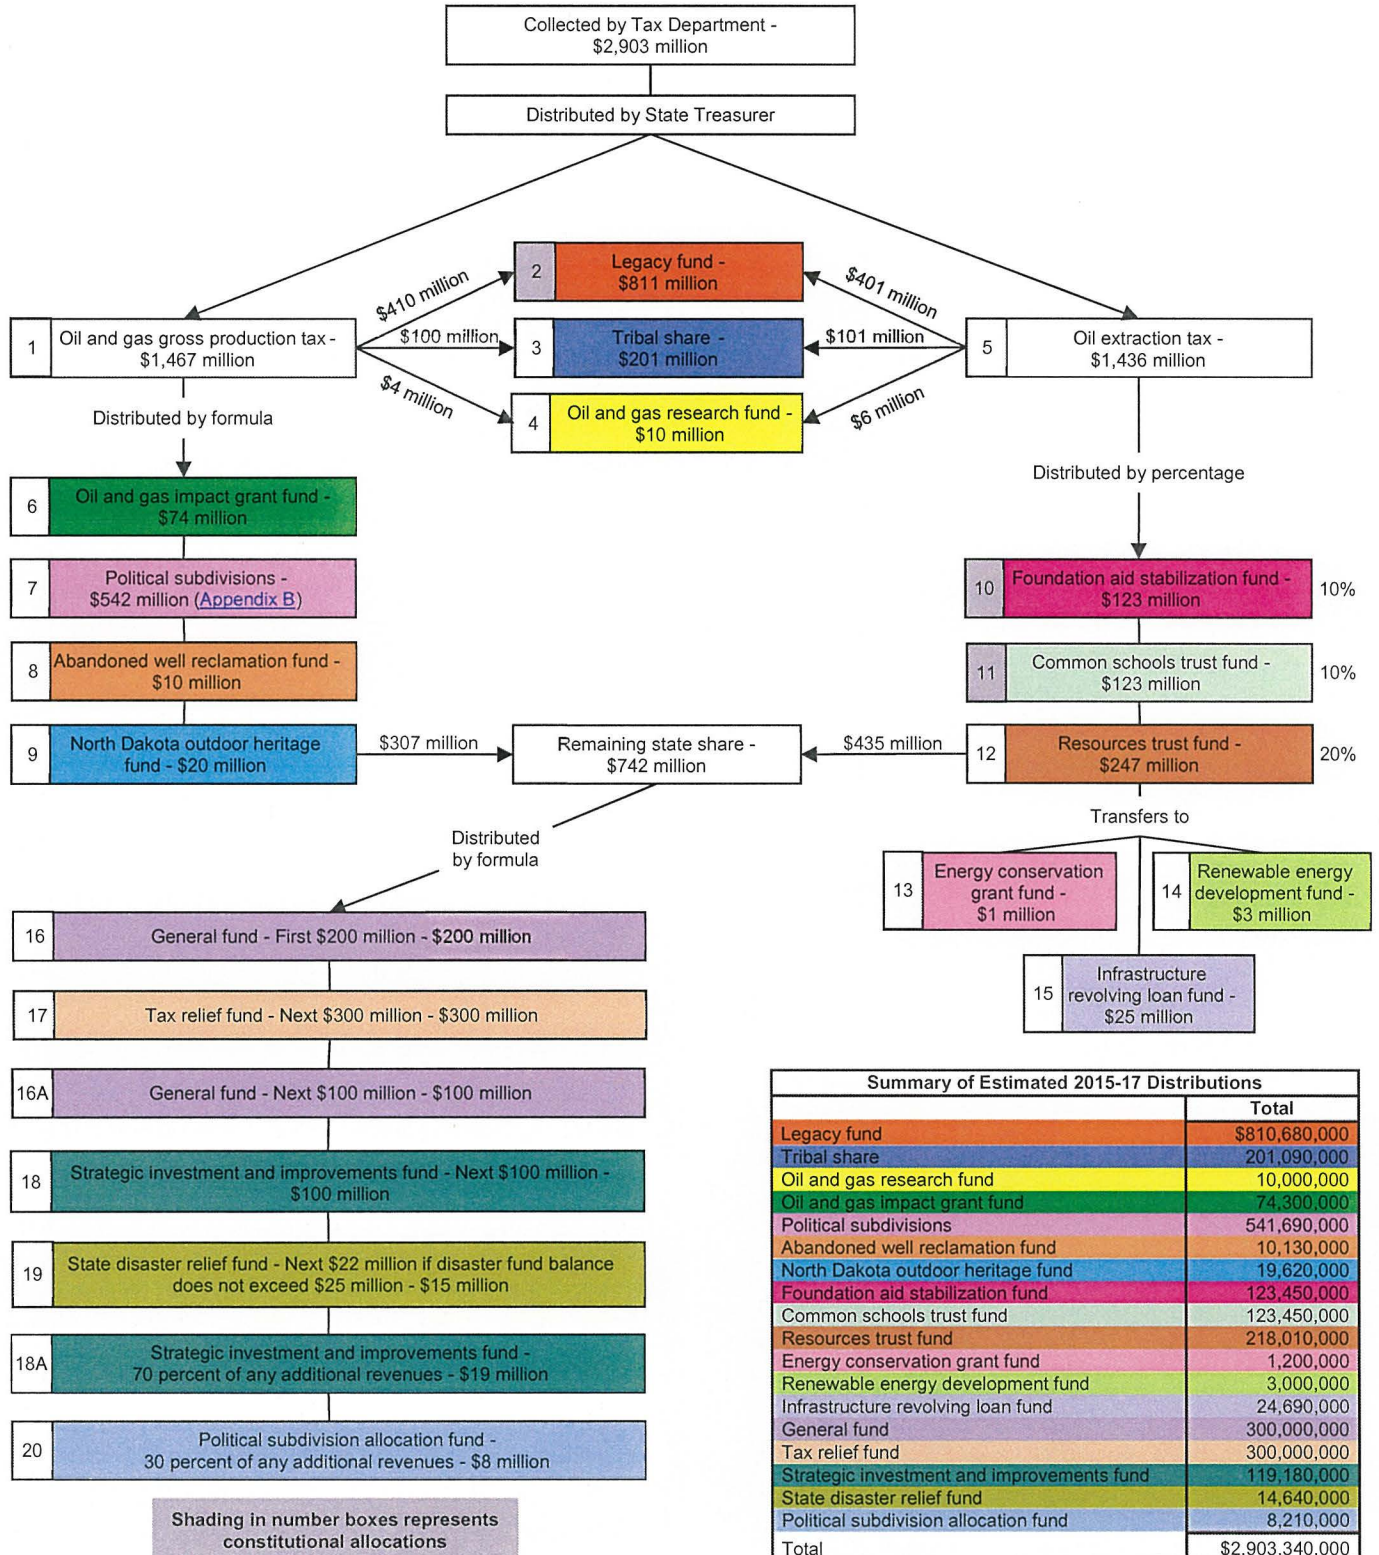 Collected by Tax Department -
$2,903 million
Distributed by State Treasurer
2
Legacy fund -
$811 million
$410 million
$401 million
1
Oil and gas gross production tax -
$1,467 million
$100 million
3
Tribal share -
$201 million
$101 million
5
Oil extraction tax -
$1,436 million
$4 million
4
Oil and gas research fund -
$10 million
$6 million
Distributed by formula
Distributed by percentage
6
Oil and gas impact grant fund -
$74 million
7
Political subdivisions -
$542 million (Appendix B)
10
Foundation aid stabilization fund -
$123 million
10%
8
Abandoned well reclamation fund -
$10 million
11
Common schools trust fund -
$123 million
10%
9
North Dakota outdoor heritage
fund - $20 million
$307 million
Remaining state share -
$742 million
$435 million
12
Resources trust fund -
$247 million
20%
Transfers to
Distributed
by formula
13
Energy conservation
grant fund -
$1 million
14
Renewable energy
development fund -
$3 million
15
Infrastructure
revolving loan fund -
$25 million
16
General fund - First $200 million - $200 million
17
Tax relief fund - Next $300 million - $300 million
16A
General fund - Next $100 million - $100 million
18
Strategic investment and improvements fund - Next $100 million -
$100 million
19
State disaster relief fund - Next $22 million if disaster fund balance
does not exceed $25 million - $15 million
18A
Strategic investment and improvements fund -
70 percent of any additional revenues - $19 million
20
Political subdivision allocation fund -
30 percent of any additional revenues - $8 million
Shading in number boxes represents
constitutional allocations
Summary of Estimated 2015-17 Distributions
Total
Legacy fund $810,680,000
Tribal share 201,090,000
Oil and gas research fund 10,000,000
Oil and gas impact grant fund 74,300,000
Political subdivisions 541,690,000
Abandoned well reclamation fund 10,130,000
North Dakota outdoor heritage fund 19,620,000
Foundation aid stabilization fund 123,450,000
Common schools trust fund 123,450,000
Resources trust fund 218,010,000
Energy conservation grant fund 1,200,000
Renewable energy development fund 3,000,000
Infrastructure revolving loan fund 24,690,000
General fund 300,000,000
Tax relief fund 300,000,000
Strategic investment and improvements fund 119,180,000
State disaster relief fund 14,640,000
Political subdivision allocation fund 8,210,000
Total $2,903,340,000